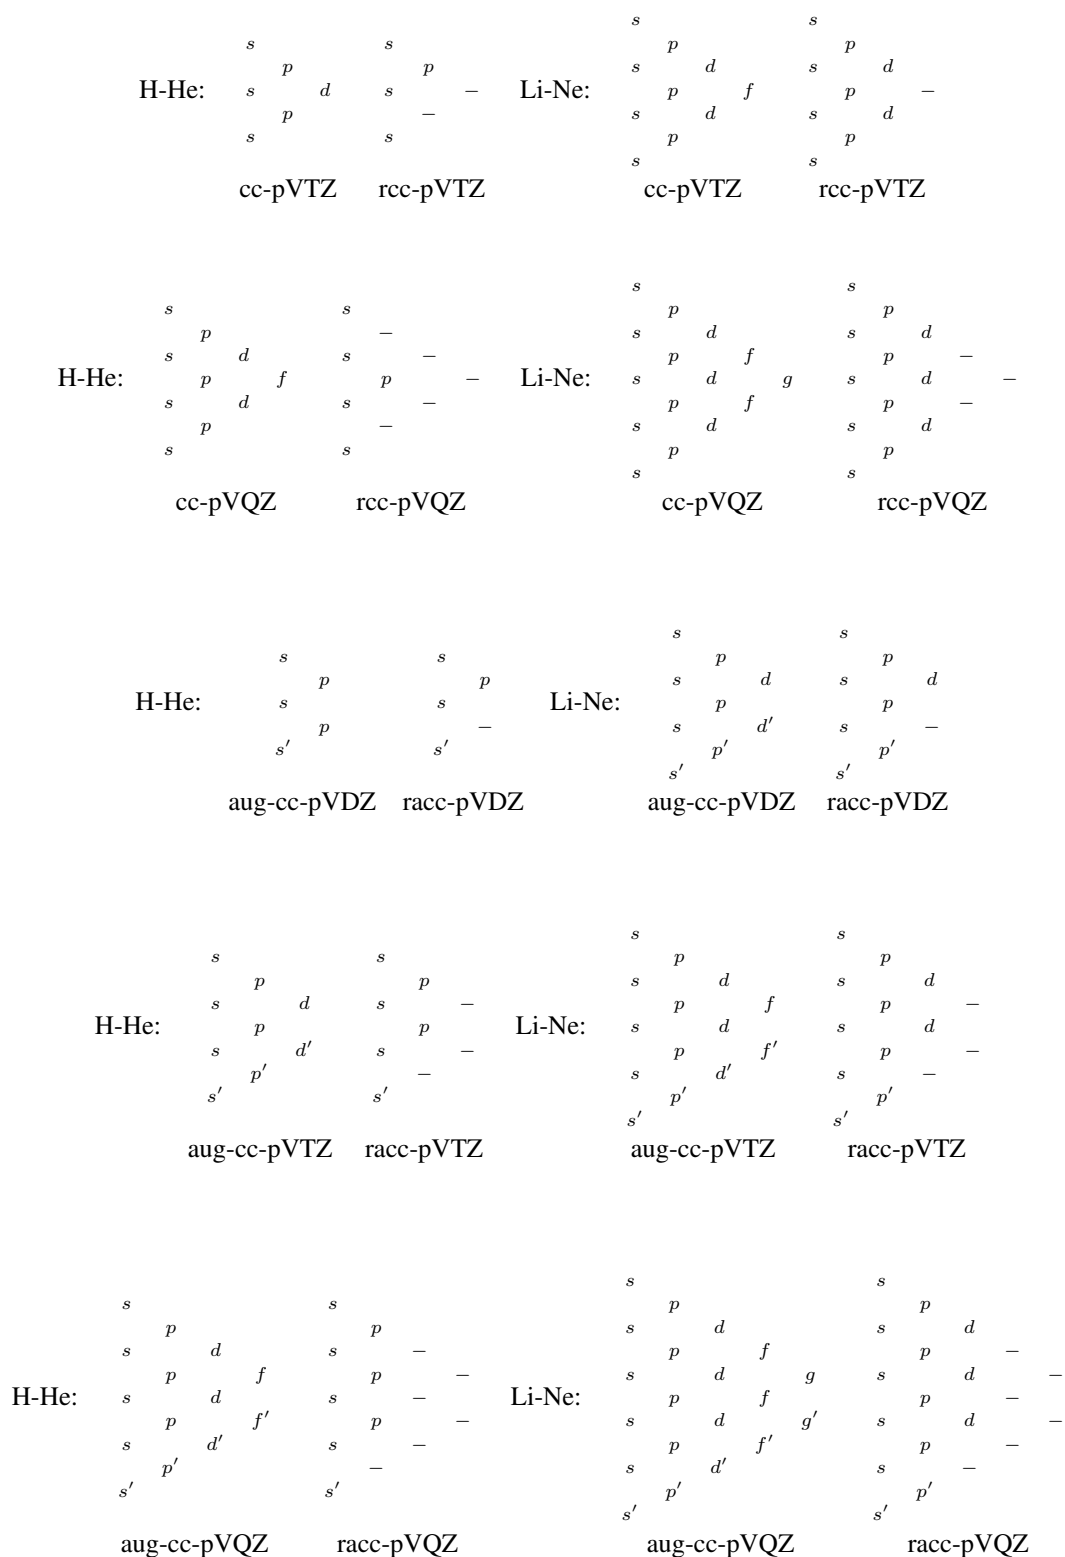 s s
s s p p
p p s d s d
H-He: s d s – Li-Ne: p f p –
p – s d s d
s s p p
s s
cc-pVTZ rcc-pVTZ cc-pVTZ rcc-pVTZ
s s
s s p p
p – s d s d
s d s – p f p –
H-He: p f p – Li-Ne: s d g s d –
s d s – p f p –
p – s d s d
s s p p
s s
cc-pVQZ rcc-pVQZ cc-pVQZ rcc-pVQZ
s s
s s p p
p p s d s d
H-He: s s Li-Ne: p p
p – s d′ s –
s′ s′ p′ p′
s′ s′
aug-cc-pVDZ racc-pVDZ aug-cc-pVDZ racc-pVDZ
s s
s s p p
p p s d s d
s d s – p f p –
H-He: p p Li-Ne: s d s d
s d′ s – p f′ p –
p′ – s d′ s –
s′ s′ p′ p′
s′ s′
aug-cc-pVTZ racc-pVTZ aug-cc-pVTZ racc-pVTZ
s s
s s p p
p p s d s d
s d s – p f p –
p f p – s d g s d –
H-He: s d s – Li-Ne: p f p –
p f′ p – s d g′ s d –
s d′ s – p f′ p –
p′ – s d′ s –
s′ s′ p′ p′
s′ s′
aug-cc-pVQZ racc-pVQZ aug-cc-pVQZ racc-pVQZ